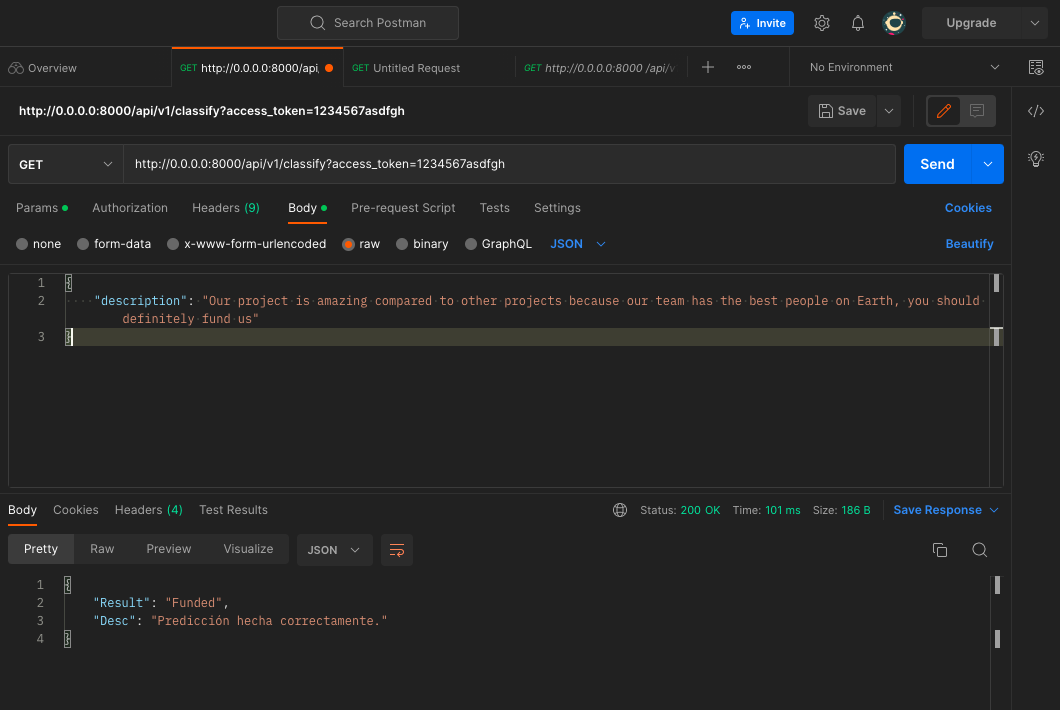 Search Postman
Invite
Upgrade
Overview
GET http://0.0.0.0:8000/api,
GET Untitled Request
GET http://0.0.0.0:8000 /api/v
No Environment
http://0.0.0.0:8000/api/v1/classify?access_token=1234567asdfgh
Save
GET
http://0.0.0.0:8000/api/v1/classify?access_token=1234567asdfgh
Send
Params
Authorization
Headers (9)
Body
Pre-request Script
Tests
Settings
Cookies
none
form-data
x-www-form-urlencoded
raw
binary
GraphQL
JSON
Beautify
1 {
2 "description": "Our project is amazing compared to other projects because our team has the best people on Earth, you should
definitely fund us"
3 }
Body
Cookies
Headers (4)
Test Results
Status: 200 OK
Time: 101 ms
Size: 186 B
Save Response
Pretty
Raw
Preview
Visualize
JSON
1 {
2 "Result": "Funded",
3 "Desc": "Predicción hecha correctamente."
4 }